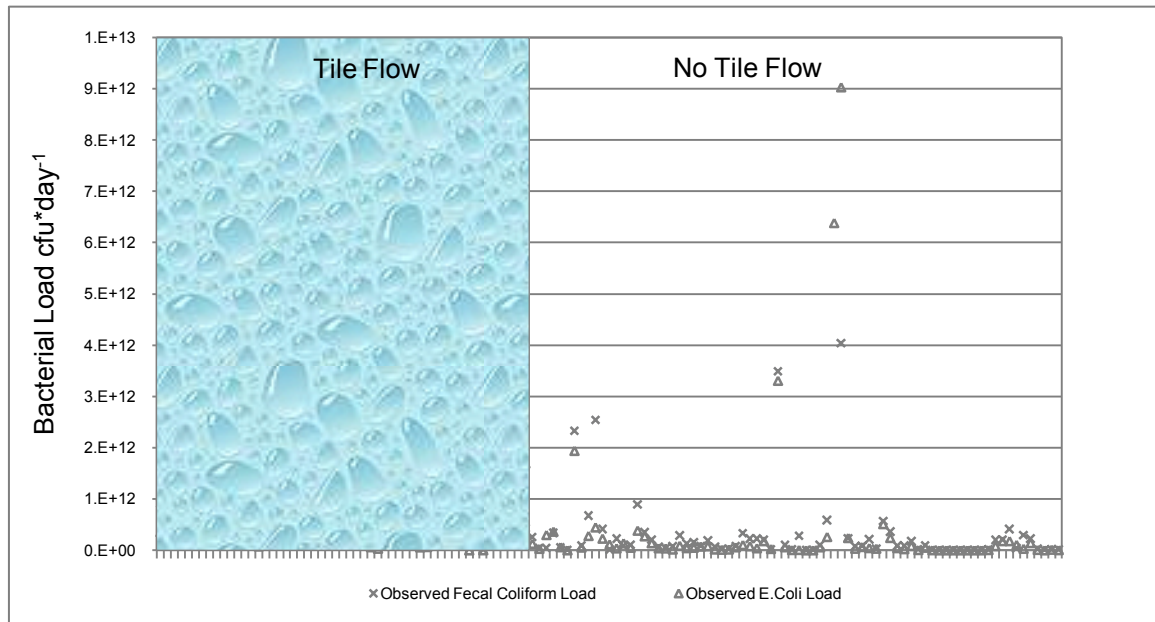 Tile Flow
No Tile Flow
Bacterial Load cfu*day-1
1.E+13
9.E+12
8.E+12
7.E+12
6.E+12
5.E+12
4.E+12
3.E+12
2.E+12
1.E+12
0.E+00
Observed Fecal Coliform Load
Observed E.Coli Load